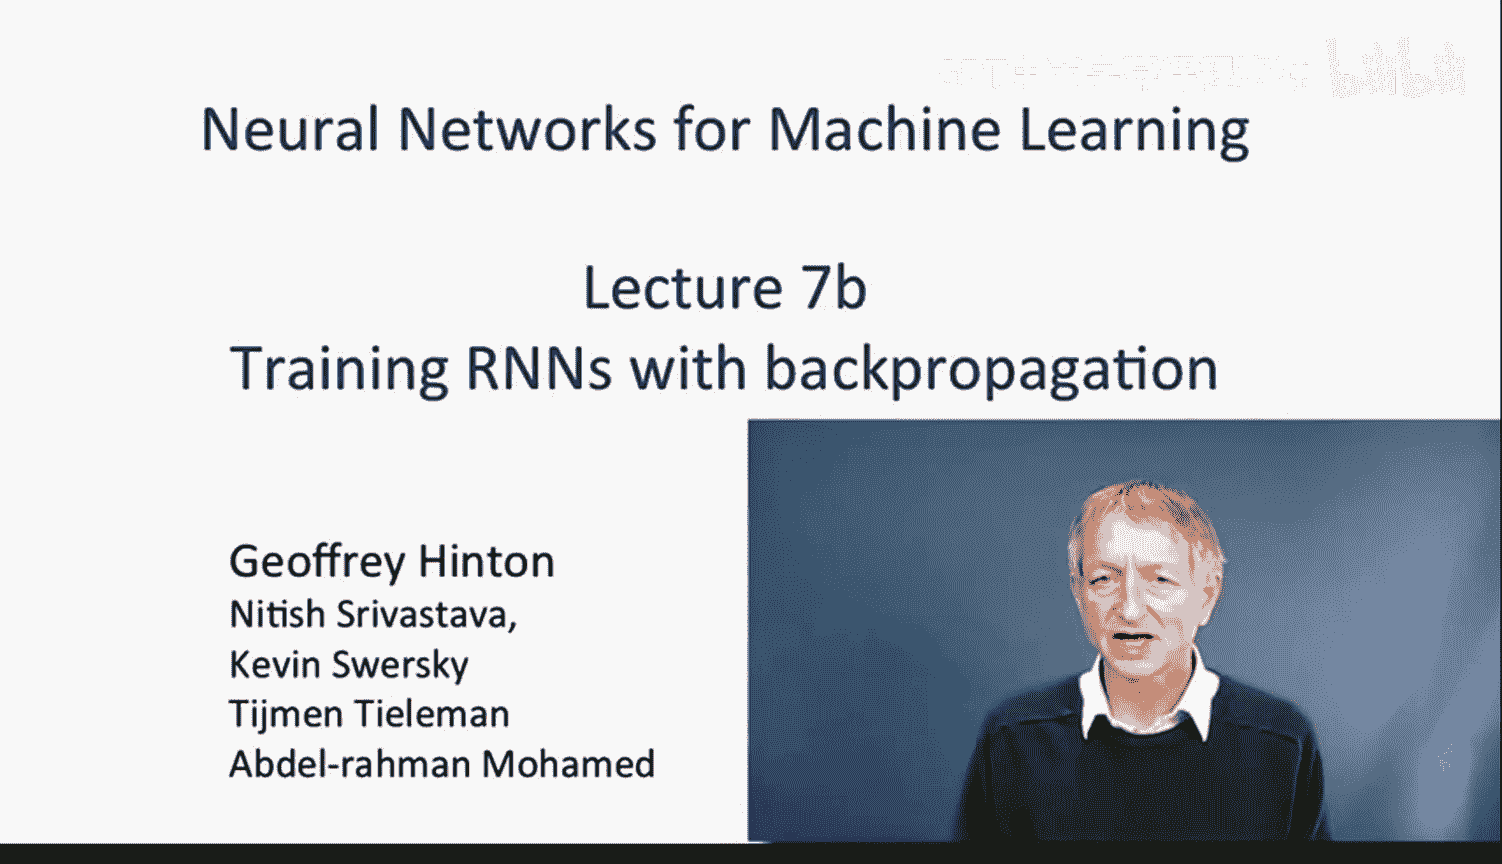 Neural Networks for Machine Learning
Lecture 7b
Training RNNs with backpropagation
Geoffrey Hinton
Nitish Srivastava,
Kevin Swersky
Tijmen Tieleman
Abdel-rahman Mohamed